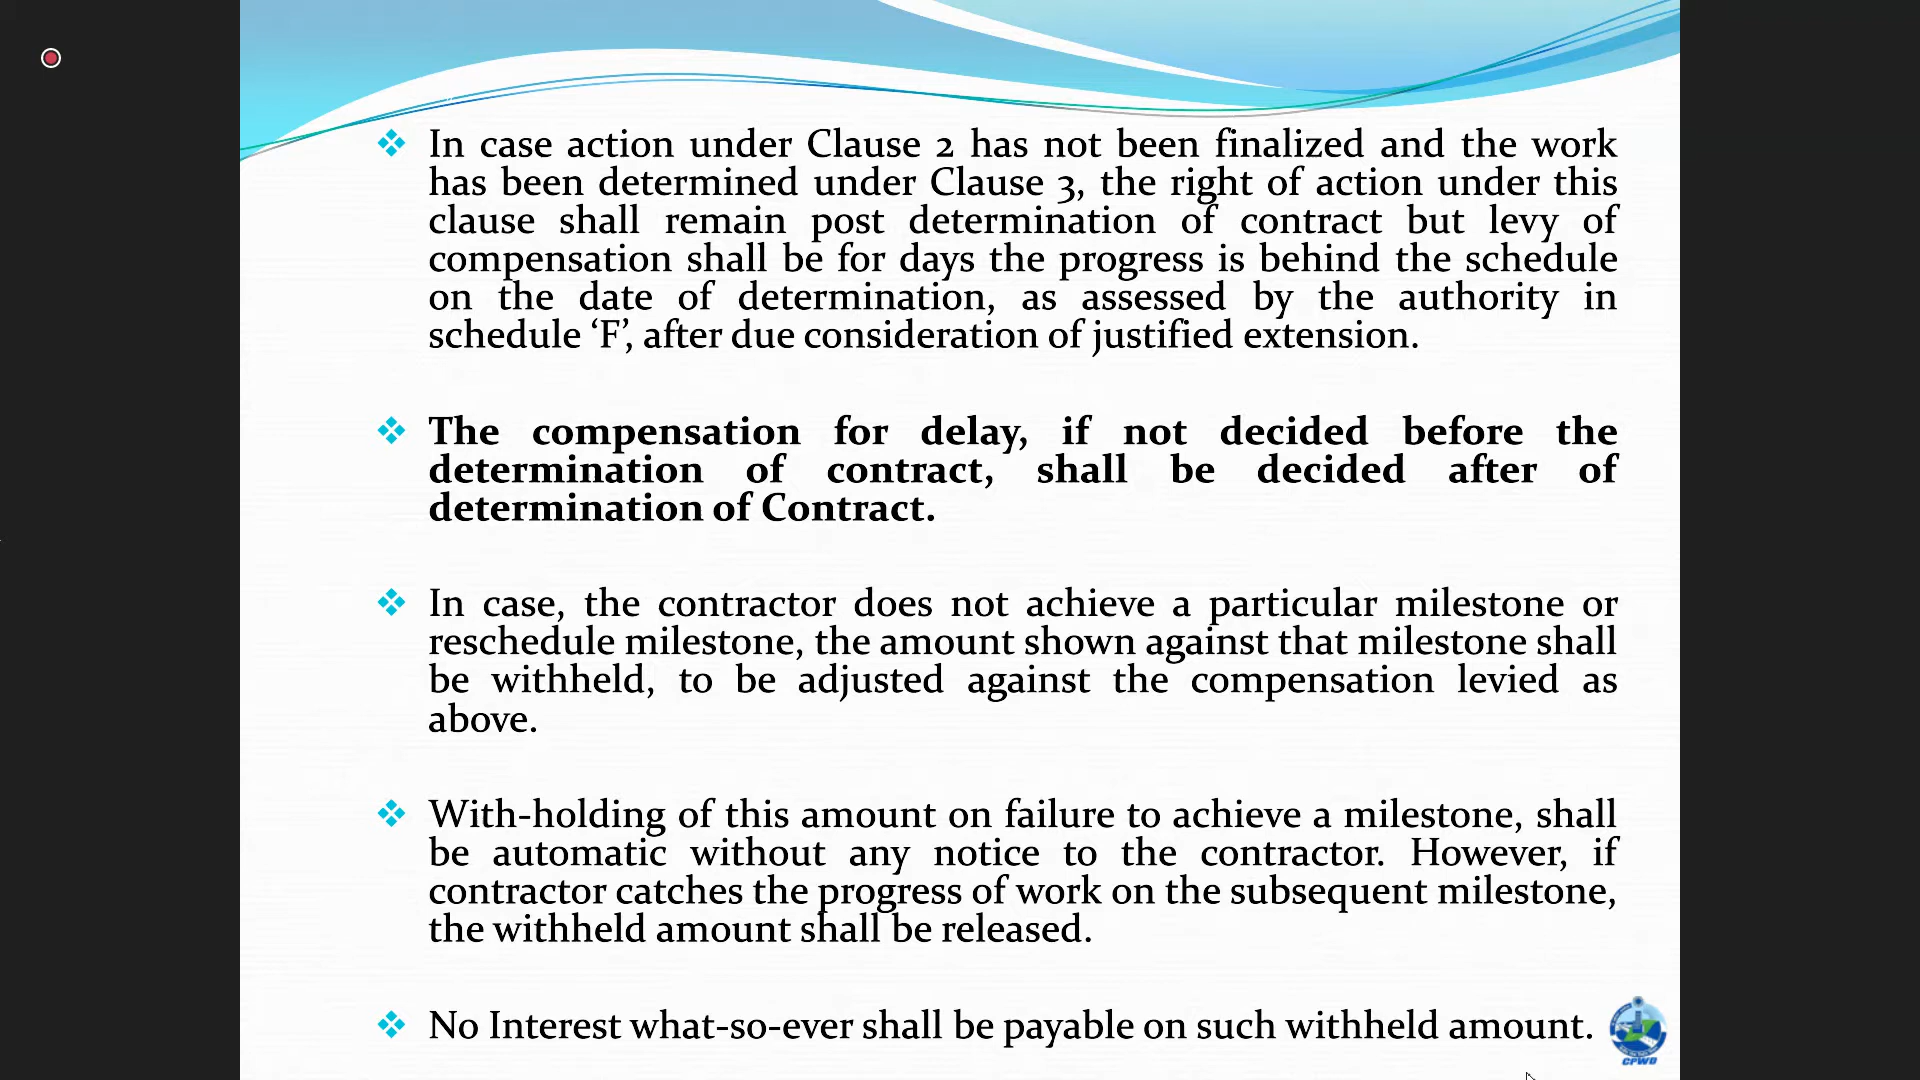 In case action under Clause 2 has not been finalized and the work
has been determined under Clause 3, the right of action under this
clause shall remain post determination of contract but levy of
compensation shall be for days the progress is behind the schedule
on the date of determination, as assessed by the authority in
schedule ‘F’, after due consideration of justified extension.
The compensation for delay, if not decided before the
determination of contract, shall be decided after of
determination of Contract.
In case, the contractor does not achieve a particular milestone or
reschedule milestone, the amount shown against that milestone shall
be withheld, to be adjusted against the compensation levied as
above.
With-holding of this amount on failure to achieve a milestone, shall
be automatic without any notice to the contractor. However, if
contractor catches the progress of work on the subsequent milestone,
the withheld amount shall be released.
No Interest what-so-ever shall be payable on such withheld amount.
CPWD